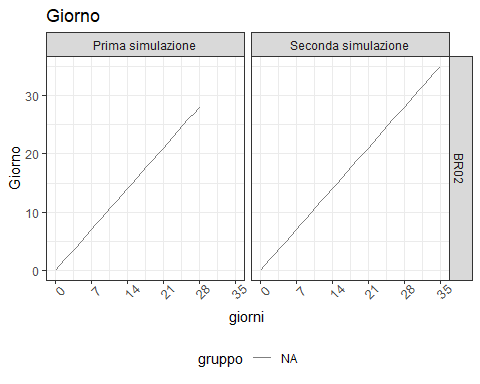 Giorno
Prima simulazione Seconda simulazione
30
20
10
0
Giorno
BR02
0 7 14 21 28 35 0 7 14 21 28 35
giorni
gruppo NA